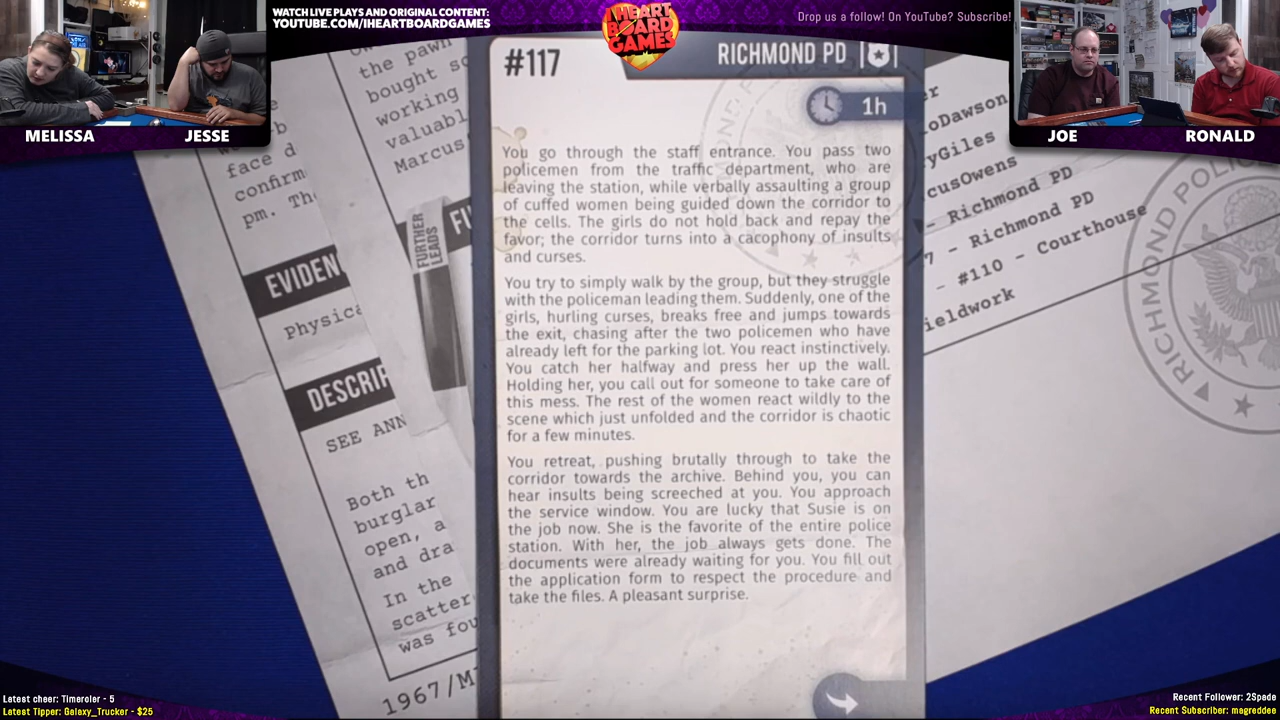 WATCH LIVE PLAYS AND ORIGINAL CONTENT:
YOUTUBE.COM/IHEARTBOARDGAMES
I HEART
BOARD
GAMES
Drop us a follow! On YouTube? Subscribe!
MELISSA
JESSE
JOE
RONALD
#117
RICHMOND PD
1h
You go through the staff entrance. You pass two
policemen from the traffic department, who are
leaving the station, while verbally assaulting a group
of cuffed women being guided down the corridor to
the cells. The girls do not hold back and repay the
favor; the corridor turns into a cacophony of insults
and curses.
You try to simply walk by the group, but they struggle
with the policeman leading them. Suddenly, one of the
girls, hurling curses, breaks free and jumps towards
the exit, chasing after the two policemen who have
already left for the parking lot. You react instinctively.
You catch her halfway and press her up the wall.
Holding her, you call out for someone to take care of
this mess. The rest of the women react wildly to the
scene which just unfolded and the corridor is chaotic
for a few minutes.
You retreat, pushing brutally through to take the
corridor towards the archive. Behind you, you can
hear insults being screeched at you. You approach
the service window. You are lucky that Susie is on
the job now. She is the favorite of the entire police
station. With her, the job always gets done. The
documents were already waiting for you. You fill out
the application form to respect the procedure and
take the files. A pleasant surprise.
the pawn
bought so
working
valuabl
Marcus
face d
confirm
pm. Th
EVIDEN
Physica
DESCRIP
SEE ANN
Both th
burglar
open, a
and dra
In the
scatter
was fou
1967/M
FURTHER
LEADS
FU
oDawson
yGiles
cusOwens
- Richmond PD
7 - Richmond PD
- #110 - Courthouse
ieldwork
RICHMOND POLI
Latest cheer: Timeroler - 5
Latest Tipper: Galaxy_Trucker - $25
Recent Follower: 2Spade
Recent Subscriber: magreddee